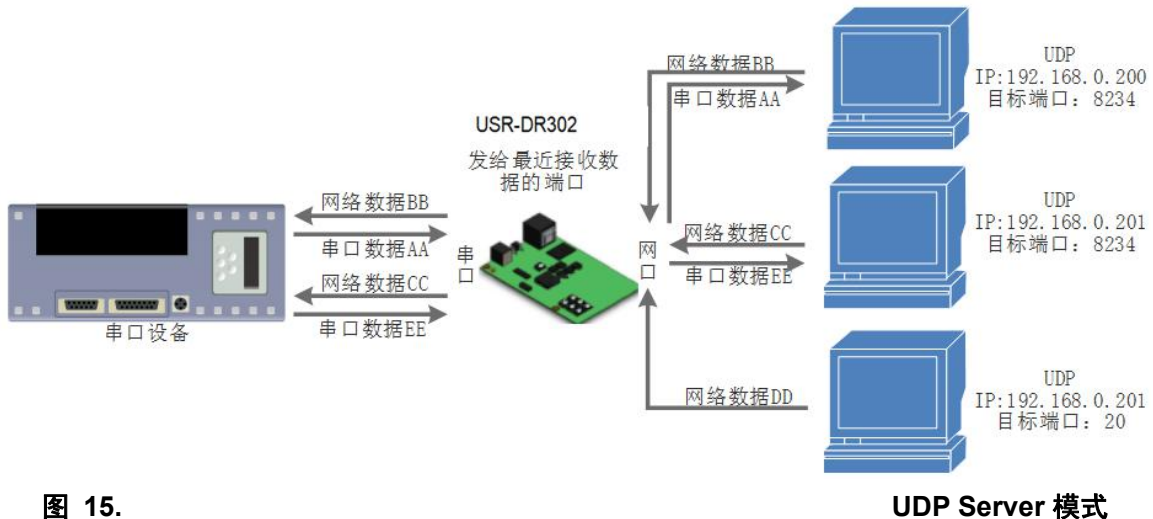 网络数据BB
串口数据AA
UDP
IP:192.168.0.200
目标端口：8234
USR-DR302
发给最近接收数
据的端口
网络数据BB
串口数据AA
网络数据CC
串口数据EE
串口设备
串
口
网
口
网络数据CC
串口数据EE
UDP
IP:192.168.0.201
目标端口：8234
网络数据DD
UDP
IP:192.168.0.201
目标端口：20
图 15. UDP Server 模式